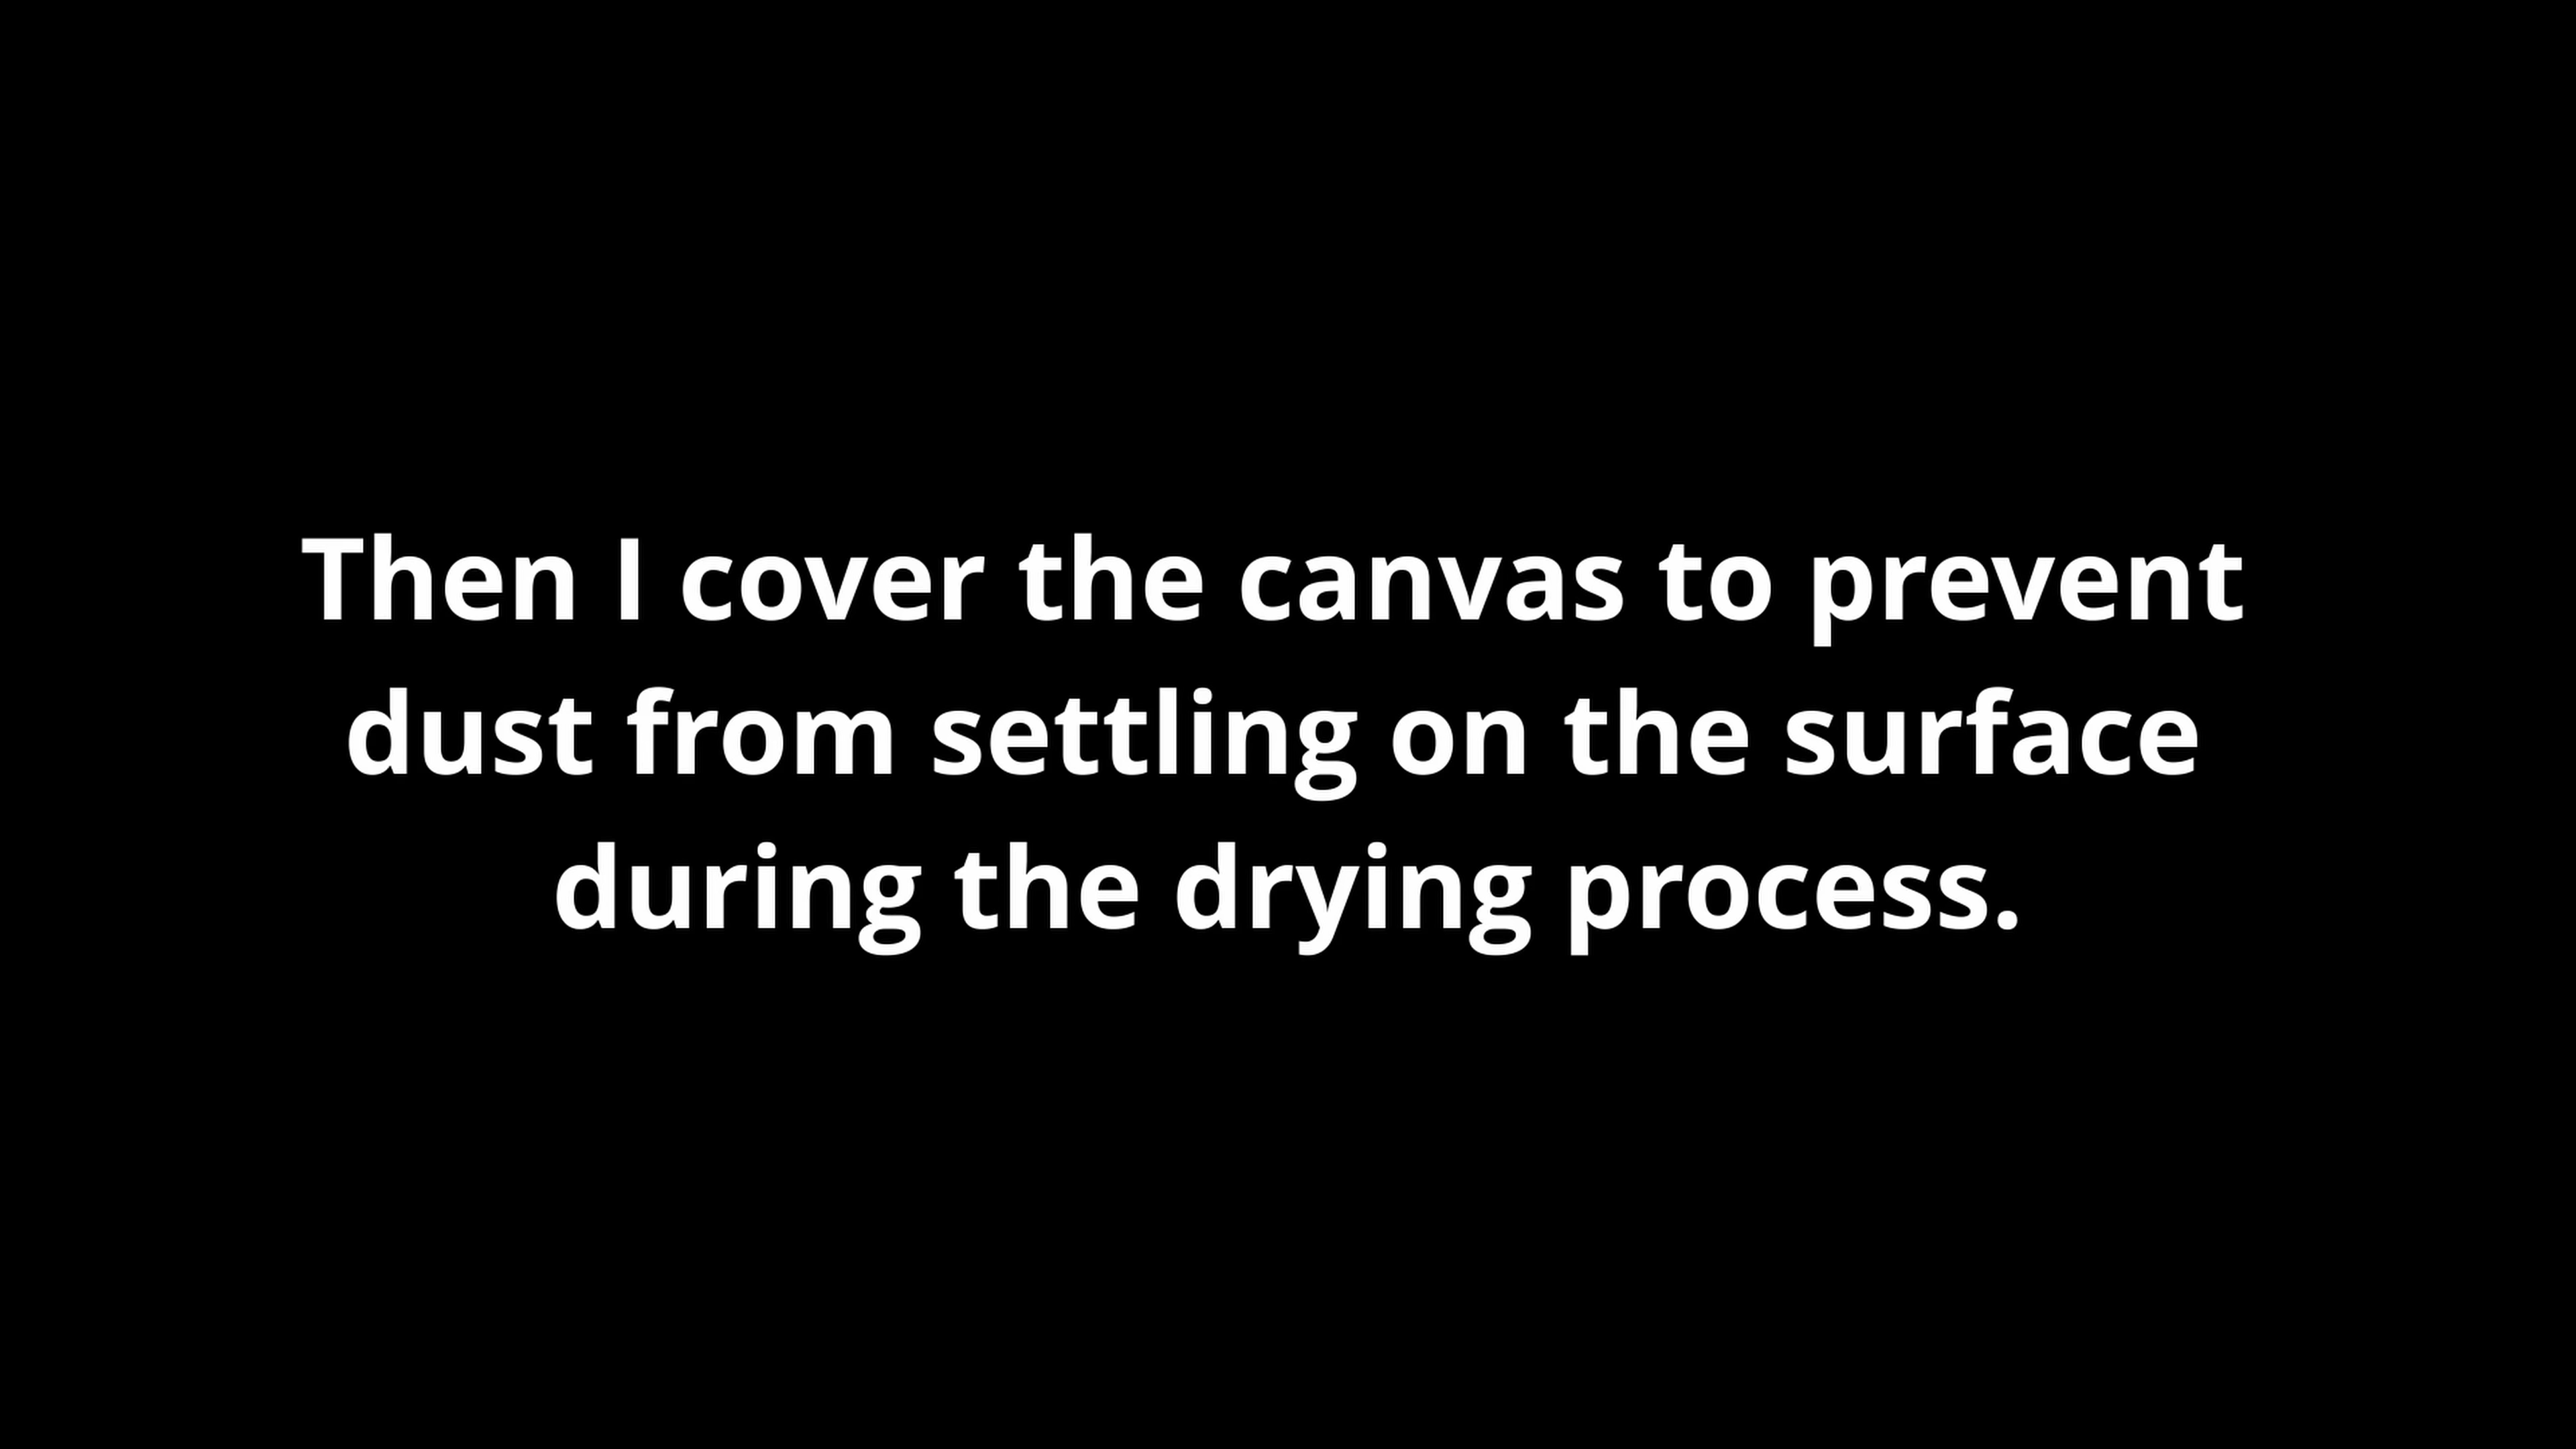 Then I cover the canvas to prevent
dust from settling on the surface
during the drying process.